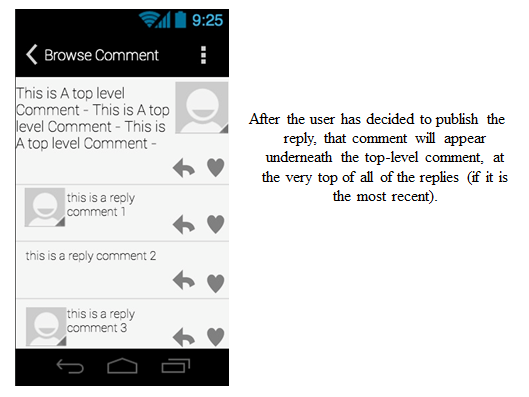 9:25
Browse Comment
This is A top level
Comment - This is A top
level Comment - This is
A top level Comment -
this is a reply
comment 1
this is a reply comment 2
this is a reply
comment 3
After the user has decided to publish the
reply, that comment will appear
underneath the top-level comment, at
the very top of all of the replies (if it is
the most recent).